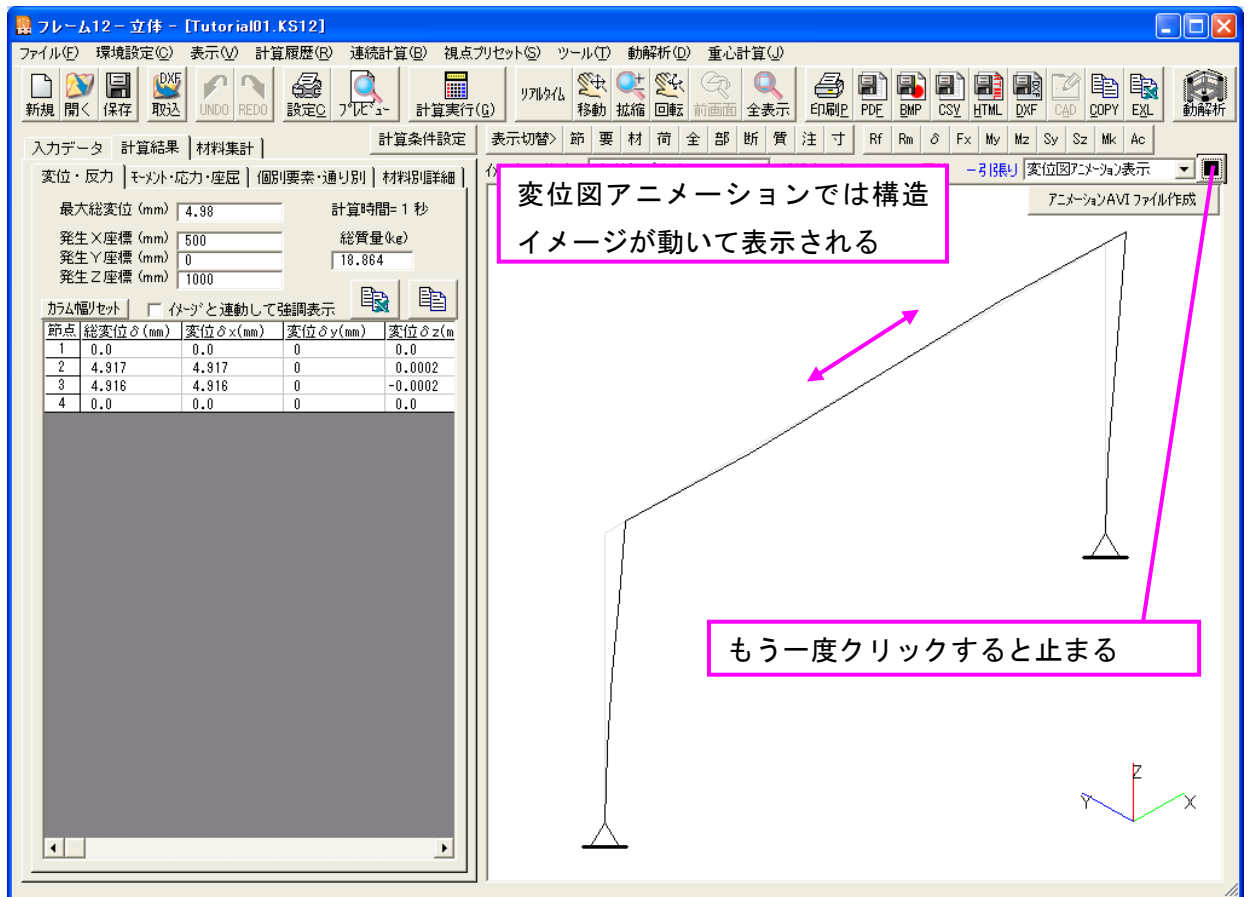 フレーム12－立体 - [Tutorial01.KS12]
ファイル(F) 環境設定(C) 表示(V) 計算履歴(R) 連続計算(B) 視点プリセット(S) ツール(T) 動解析(D) 重心計算(J)
新規 開く 保存 取込 UNDO REDO 設定C プレビュー 計算実行(G) リアルタイム 移動 拡縮 回転 前画面 全表示 印刷P PDF BMP CSV HTML DXF CAD COPY EXL 動解析
DXF
入力データ 計算結果 材料集計 計算条件設定 表示切替> 節 要 材 荷 全 部 断 質 注 寸 Rf Rm δ Fx My Mz Sy Sz Mk Ac
変位・反力 モーメント・応力・座屈 個別要素・通り別 材料別詳細
－引張り 変位図アニメーション表示
アニメーションAVIファイル作成
変位図アニメーションでは構造
イメージが動いて表示される
最大総変位 (mm) 4.98 計算時間= 1 秒
発生X座標 (mm) 500 総質量(kg)
発生Y座標 (mm) 0 18.864
発生Z座標 (mm) 1000
カラム幅リセット イメージと連動して強調表示
節点 総変位δ(mm) 変位δx(mm) 変位δy(mm) 変位δz(m
1 0.0 0.0 0 0.0
2 4.917 4.917 0 0.0002
3 4.916 4.916 0 -0.0002
4 0.0 0.0 0 0.0
もう一度クリックすると止まる
Z
Y
X